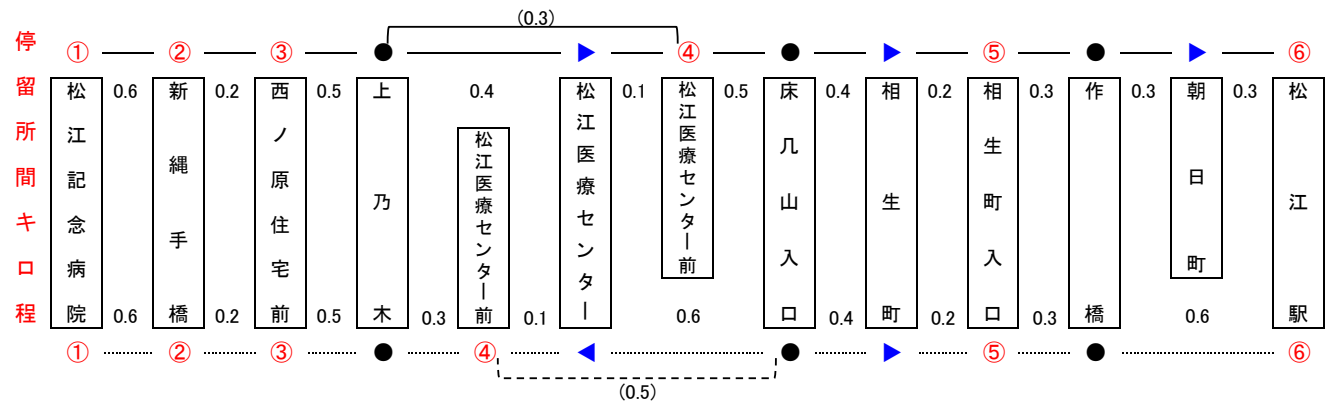 停留所間キロ程
(0.3)
① ② ③ ● ▶ ④ ● ▶ ⑤ ● ▶ ⑥
松江記念病院
0.6
新縄手橋
0.2
西ノ原住宅前
0.5
上乃木
0.4
松江医療センター
0.1
松江医療センター前
0.5
床几山入口
0.4
相生町
0.2
相生町入口
0.3
作橋
0.3
朝日町
0.3
松江駅
松江医療センター前
0.6 0.2 0.5 0.3 0.1 0.6 0.4 0.2 0.3 0.6
① ② ③ ● ④ ◀ ● ▶ ⑤ ● ⑥
(0.5)